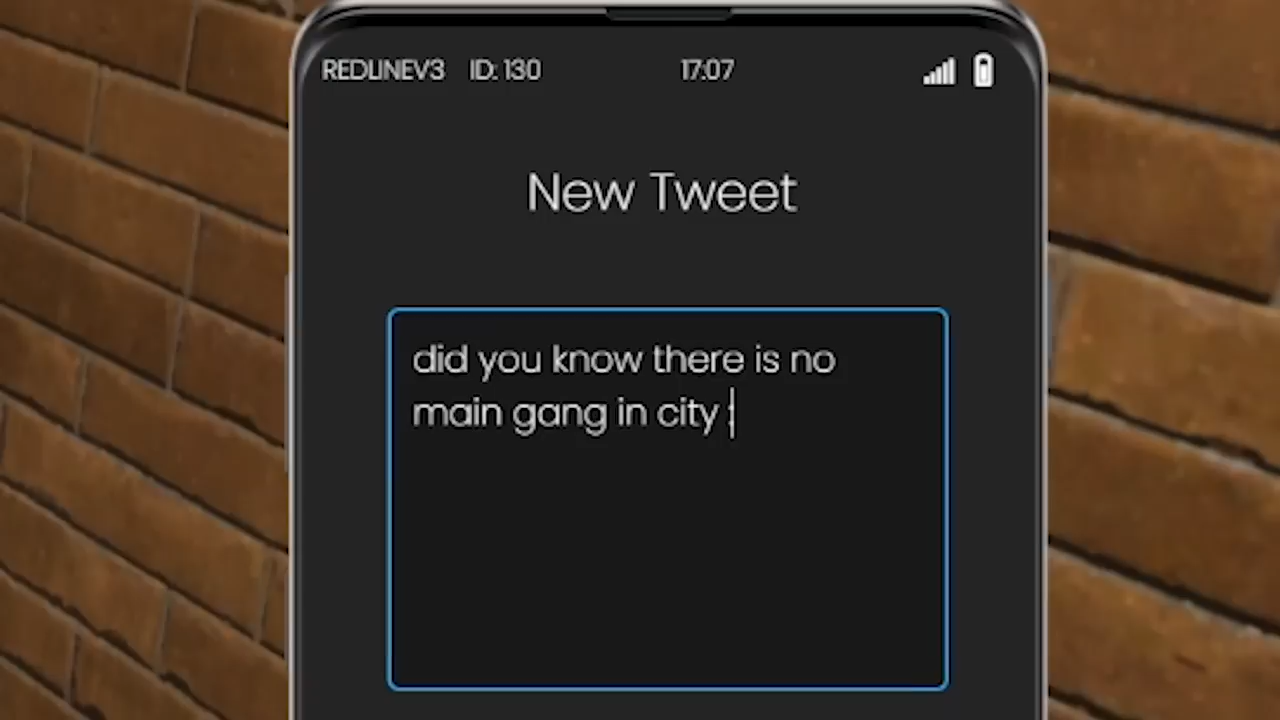 REDLINEV3 ID: 130 17:07
New Tweet
did you know there is no
main gang in city :